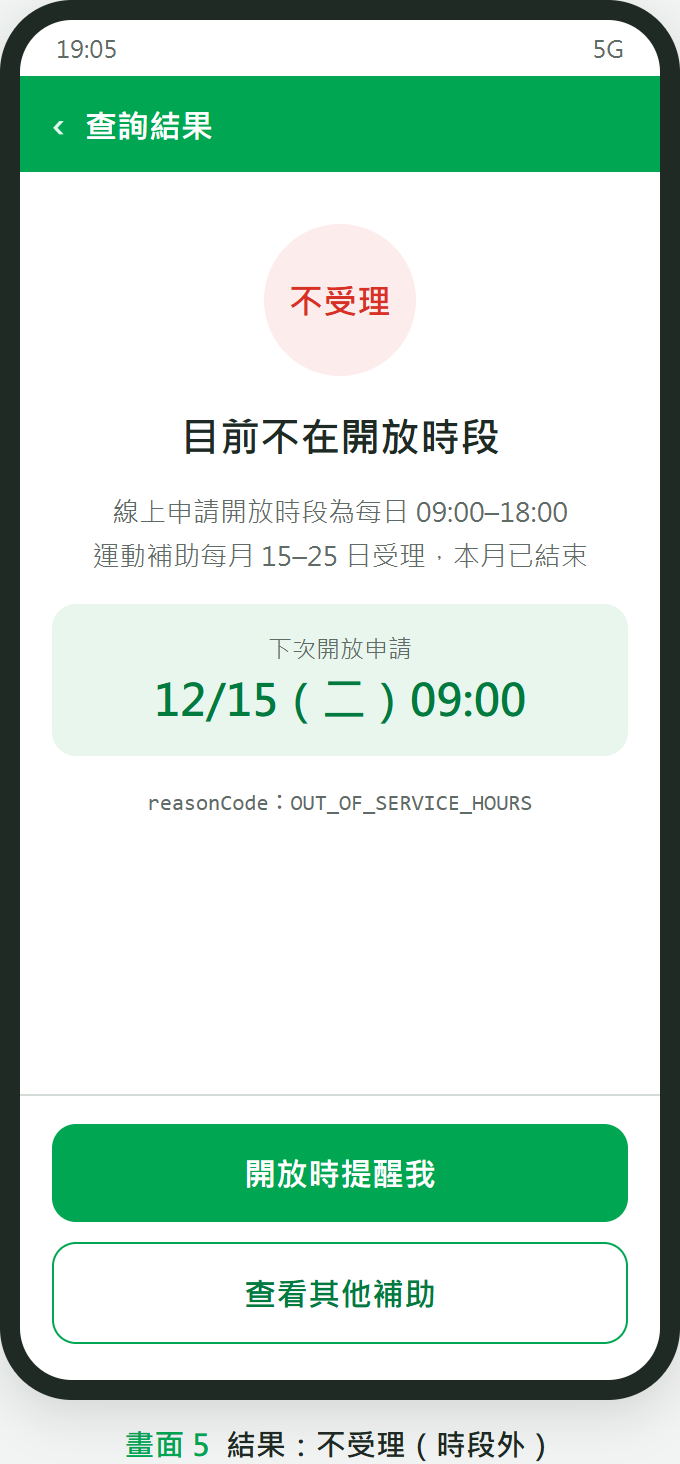 19:05 5G
‹ 查詢結果
不受理
目前不在開放時段
線上申請開放時段為每日 09:00–18:00
運動補助每月 15–25 日受理，本月已結束
下次開放申請
12/15（二）09:00
reasonCode：OUT_OF_SERVICE_HOURS
開放時提醒我
查看其他補助
畫面 5 結果：不受理（時段外）